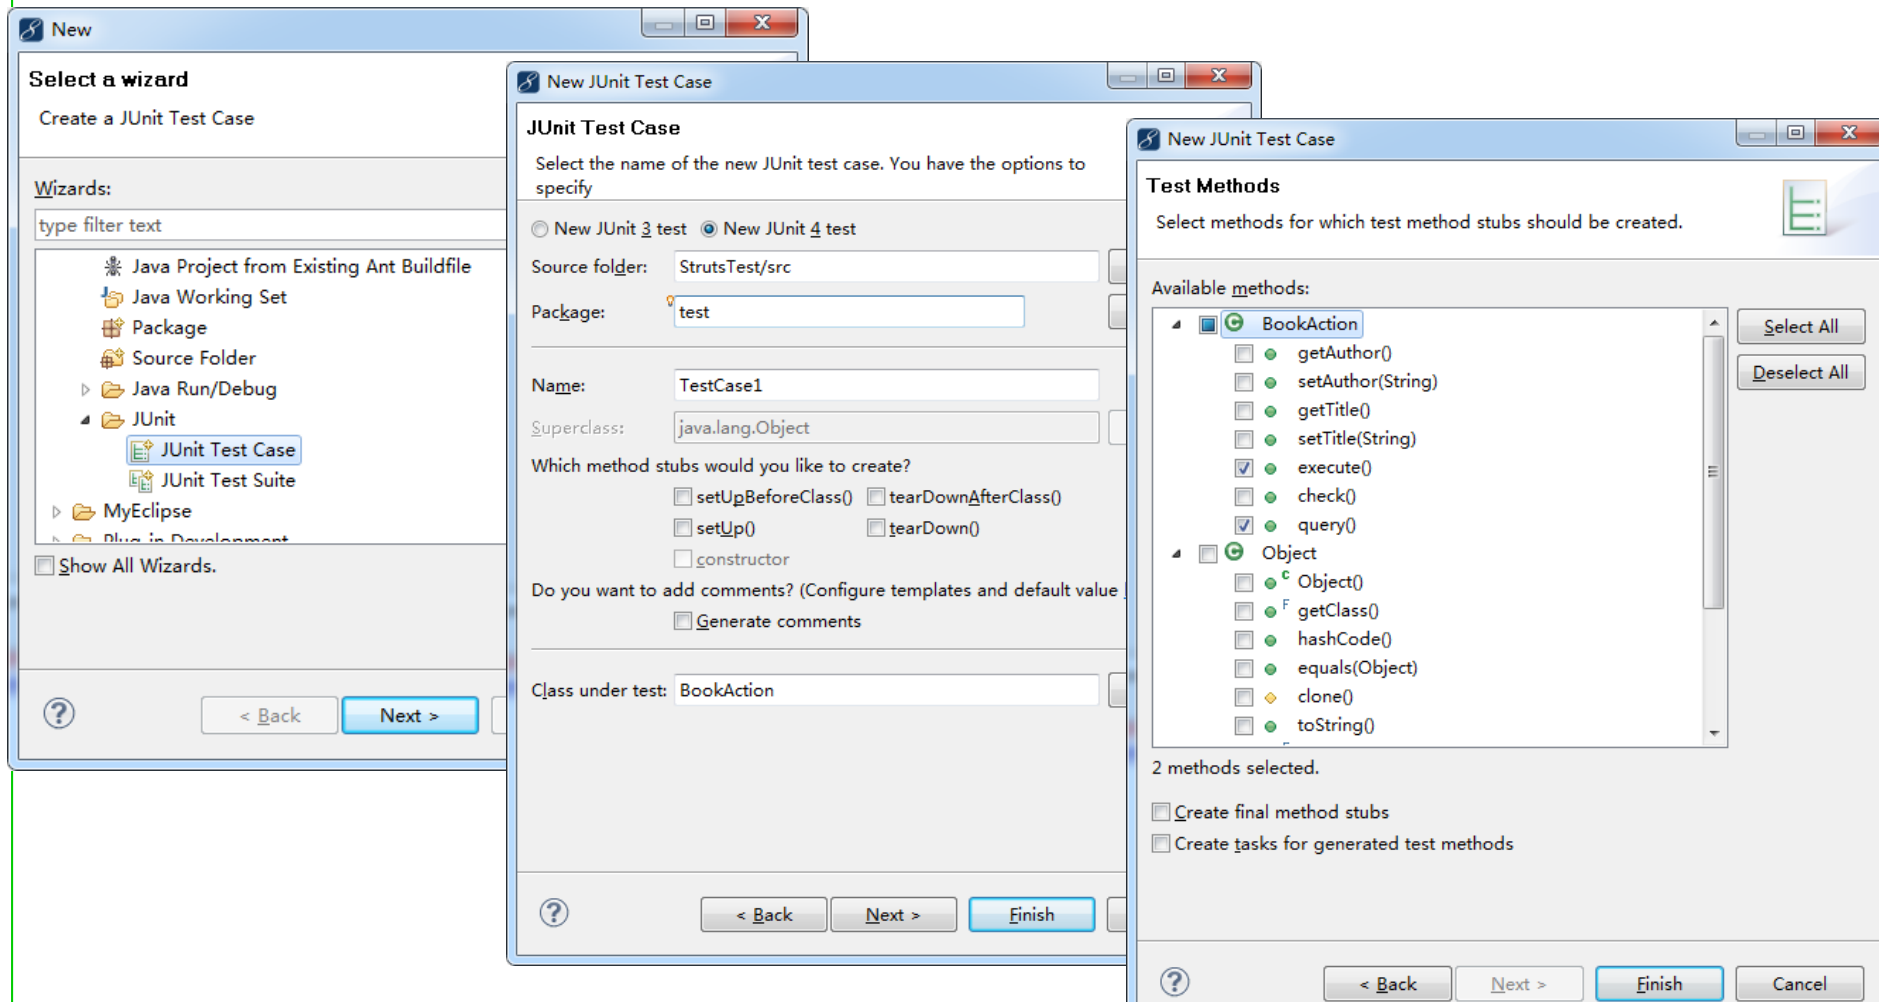 New
Select a wizard
Create a JUnit Test Case
Wizards:
type filter text
Java Project from Existing Ant Buildfile
Java Working Set
Package
Source Folder
Java Run/Debug
JUnit
JUnit Test Case
JUnit Test Suite
MyEclipse
Plug-in Development
Show All Wizards.
< Back
Next >
New JUnit Test Case
JUnit Test Case
Select the name of the new JUnit test case. You have the options to
specify
New JUnit 3 test
New JUnit 4 test
Source folder: StrutsTest/src
Package: test
Name: TestCase1
Superclass: java.lang.Object
Which method stubs would you like to create?
setUpBeforeClass() tearDownAfterClass()
setUp() tearDown()
constructor
Do you want to add comments? (Configure templates and default value
Generate comments
Class under test: BookAction
< Back
Next >
Finish
New JUnit Test Case
Test Methods
Select methods for which test method stubs should be created.
Available methods:
BookAction
getAuthor()
setAuthor(String)
getTitle()
setTitle(String)
execute()
check()
query()
Object
Object()
getClass()
hashCode()
equals(Object)
clone()
toString()
Select All
Deselect All
2 methods selected.
Create final method stubs
Create tasks for generated test methods
< Back
Next >
Finish
Cancel